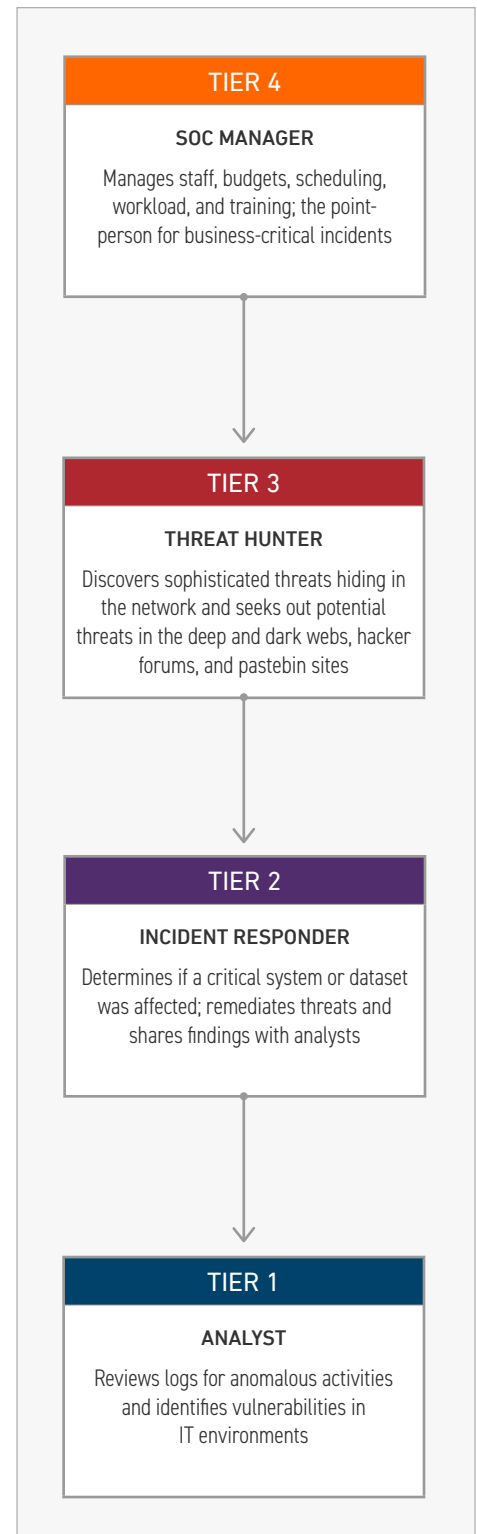 TIER 4
SOC MANAGER
Manages staff, budgets, scheduling,
workload, and training; the point-
person for business-critical incidents
TIER 3
THREAT HUNTER
Discovers sophisticated threats hiding in
the network and seeks out potential
threats in the deep and dark webs, hacker
forums, and pastebin sites
TIER 2
INCIDENT RESPONDER
Determines if a critical system or dataset
was affected; remediates threats and
shares findings with analysts
TIER 1
ANALYST
Reviews logs for anomalous activities
and identifies vulnerabilities in
IT environments